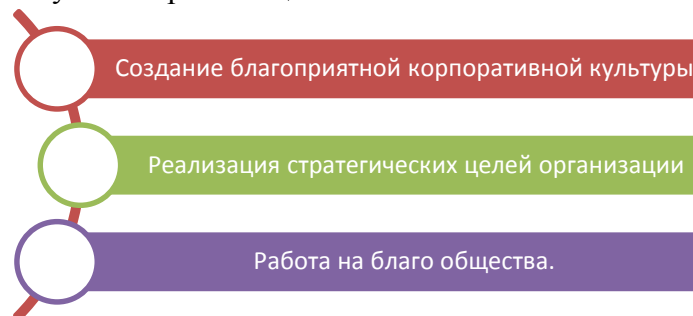 Создание благоприятной корпоративной культуры
Реализация стратегических целей организации
Работа на благо общества.